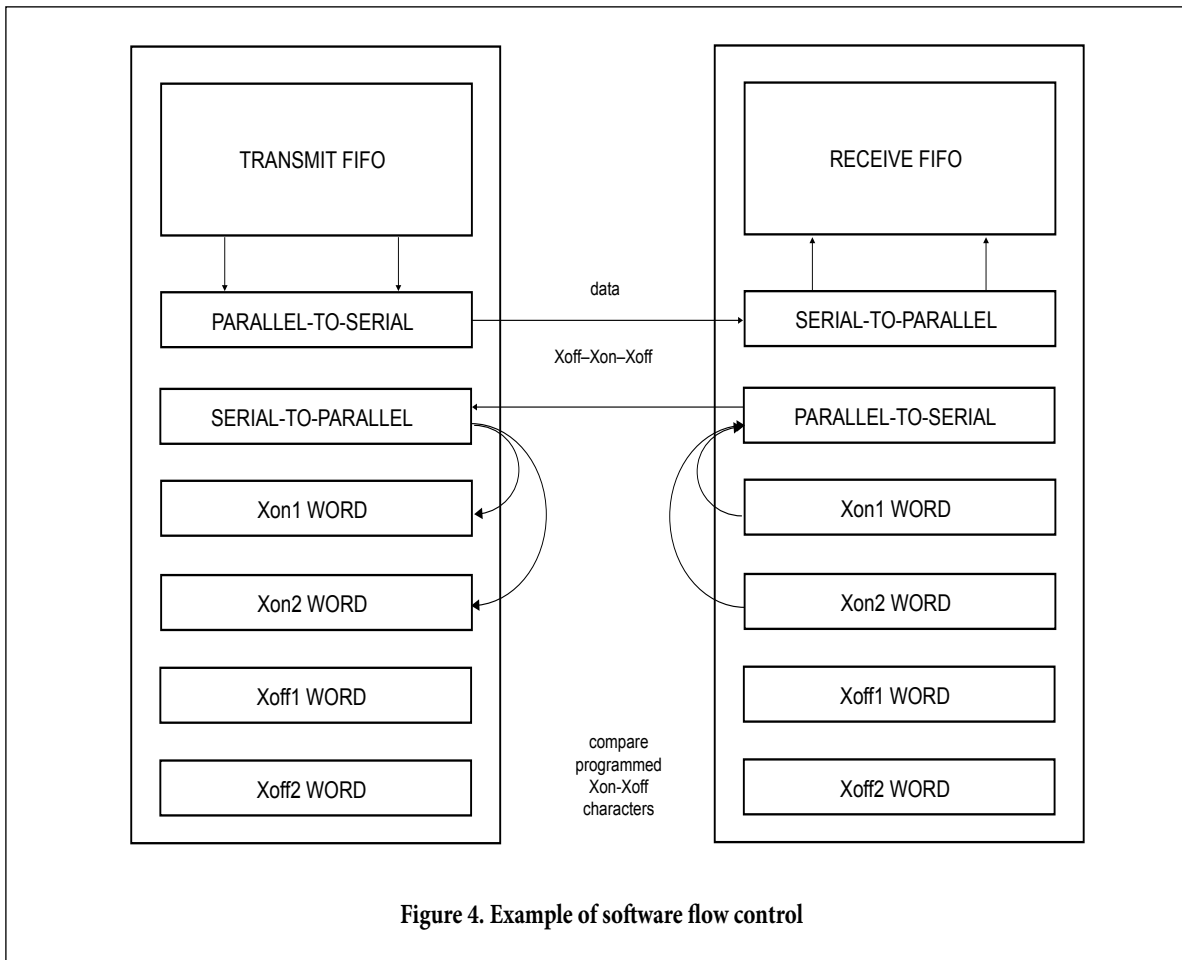 TRANSMIT FIFO
PARALLEL-TO-SERIAL
SERIAL-TO-PARALLEL
Xon1 WORD
Xon2 WORD
Xoff1 WORD
Xoff2 WORD
data
Xoff–Xon–Xoff
compare
programmed
Xon-Xoff
characters
RECEIVE FIFO
SERIAL-TO-PARALLEL
PARALLEL-TO-SERIAL
Xon1 WORD
Xon2 WORD
Xoff1 WORD
Xoff2 WORD
Figure 4. Example of software flow control